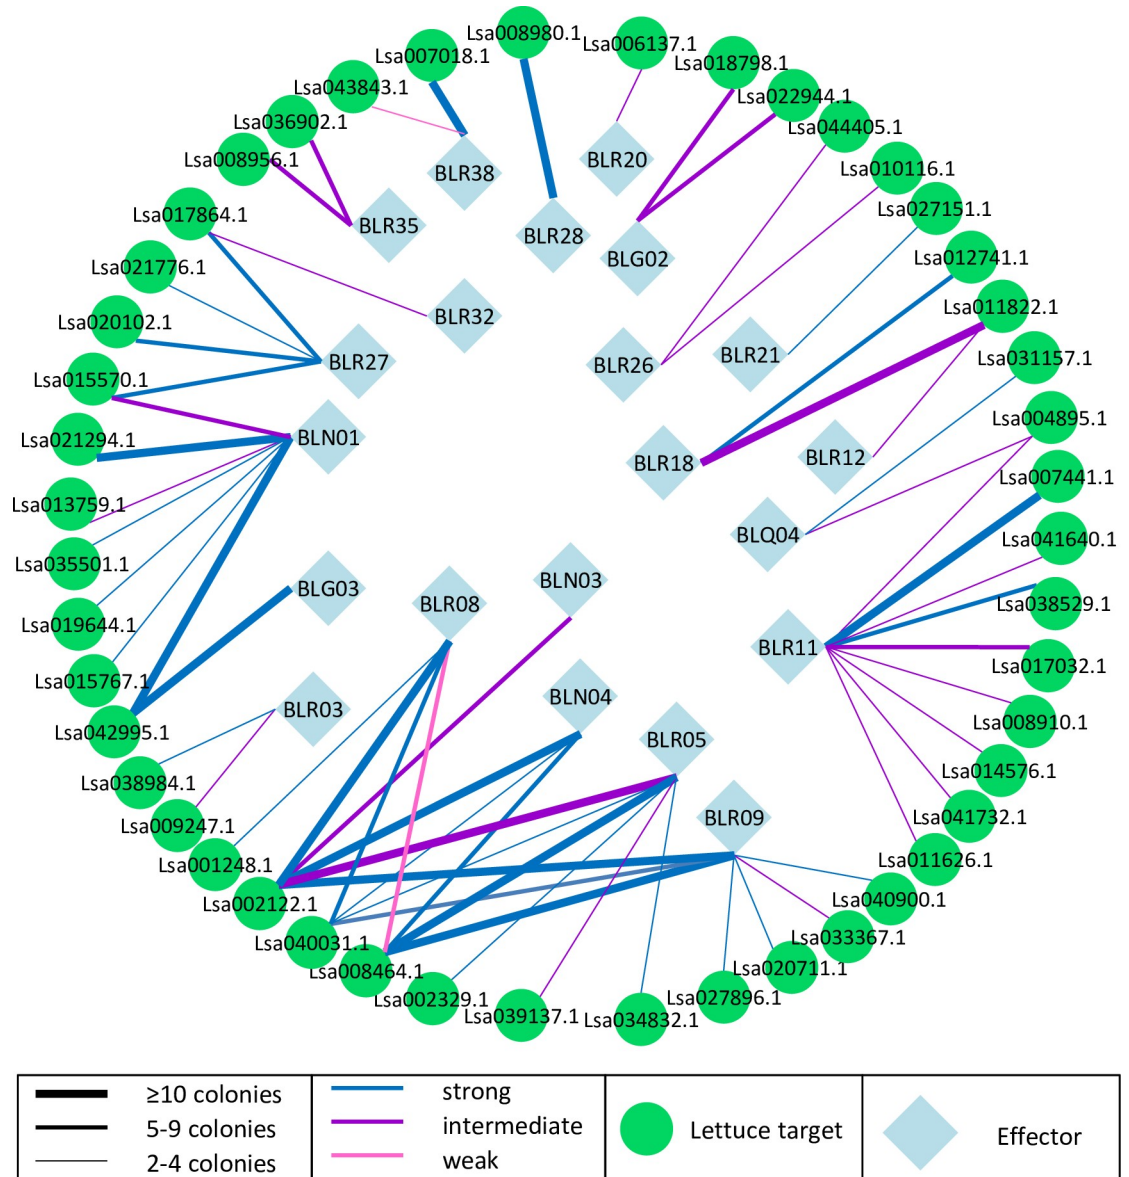 Lsa008980.1
Lsa006137.1
Lsa007018.1
Lsa018798.1
Lsa043843.1
Lsa022944.1
Lsa036902.1
Lsa044405.1
Lsa008956.1
BLR20
Lsa010116.1
BLR38
Lsa027151.1
Lsa017864.1
BLR35
BLR28
BLG02
Lsa012741.1
Lsa021776.1
Lsa011822.1
Lsa020102.1
BLR32
BLR27
BLR26
BLR21
Lsa031157.1
Lsa015570.1
Lsa004895.1
Lsa021294.1
BLN01
BLR18
BLR12
Lsa007441.1
Lsa013759.1
BLQ04
Lsa041640.1
Lsa035501.1
BLG03
BLR08
BLN03
Lsa038529.1
Lsa019644.1
BLR11
Lsa017032.1
Lsa015767.1
BLR03
BLN04
Lsa008910.1
Lsa042995.1
BLR05
Lsa014576.1
Lsa038984.1
Lsa041732.1
Lsa009247.1
BLR09
Lsa011626.1
Lsa001248.1
Lsa040900.1
Lsa002122.1
Lsa033367.1
Lsa040031.1
Lsa020711.1
Lsa008464.1
Lsa027896.1
Lsa002329.1
Lsa039137.1
Lsa034832.1
≥10 colonies
5-9 colonies
2-4 colonies
strong
intermediate
weak
Lettuce target
Effector